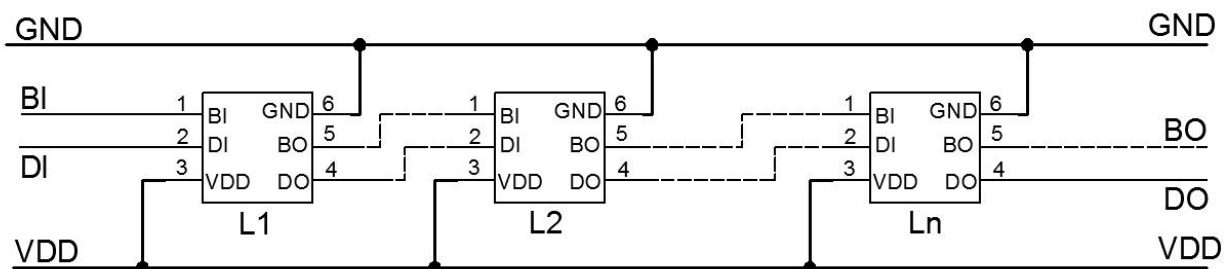 GND GND
BI 1 BI GND 6 1 BI GND 6 1 BI GND 6
DI 2 DI BO 5 2 DI BO 5 2 DI BO 5 BO
3 VDD DO 4 3 VDD DO 4 3 VDD DO 4 DO
L1 L2 Ln
VDD VDD